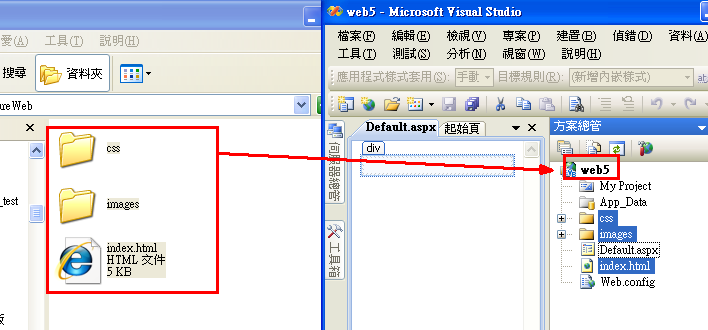 愛(A) 工具(T) 說明(H)
搜尋 資料夾
ureWeb
_test
css
images
index.html
HTML 文件
5 KB
web5 - Microsoft Visual Studio
檔案(F) 編輯(E) 檢視(V) 專案(P) 建置(B) 偵錯(D) 資料(A)
工具(T) 測試(S) 分析(N) 視窗(W) 說明(H)
應用程式樣式套用(S): 手動 目標規則(R): (新增內嵌樣式)
Default.aspx 起始頁
div
伺服器總管
工具箱
方案總管
web5
My Project
App_Data
css
images
Default.aspx
index.html
Web.config